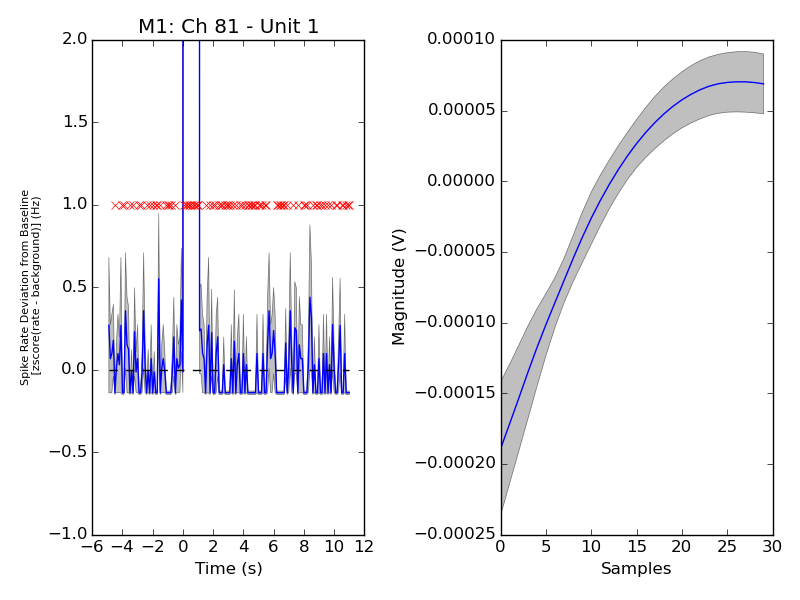 M1: Ch 81 - Unit 1
2.0
1.5
1.0
0.5
0.0
−0.5
−1.0
−6 −4 −2 0 2 4 6 8 10 12
Time (s)
Spike Rate Deviation from Baseline
[zscore(rate - background)] (Hz)
0.00010
0.00005
0.00000
−0.00005
−0.00010
−0.00015
−0.00020
−0.00025
0 5 10 15 20 25 30
Samples
Magnitude (V)